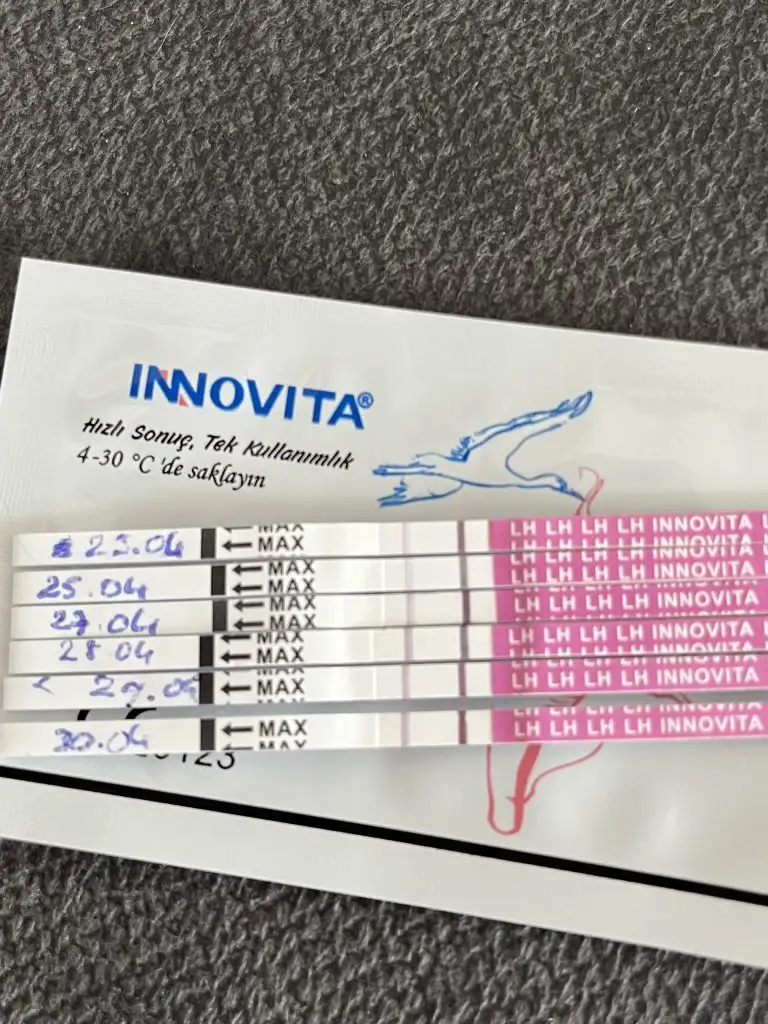 INNOVITA®
Hızlı Sonuç, Tek Kullanımlık
4-30 °C'de saklayın
23.04 MAX MAX LH LH LH LH INNOVITA
25.04 MAX MAX LH LH LH LH INNOVITA
27.04 MAX MAX LH LH LH LH INNOVITA
28 04 MAX MAX LH LH LH LH INNOVITA
29.04 MAX MAX LH LH LH LH INNOVITA
30.04 MAX MAX LH LH LH LH INNOVITA
0123